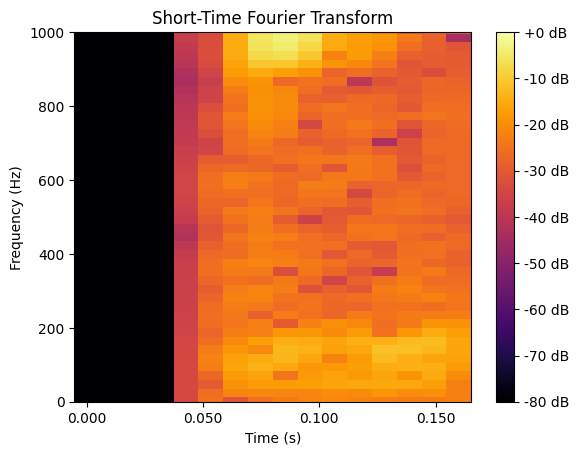 Short-Time Fourier Transform
1000
800
600
400
200
0
Frequency (Hz)
0.000
0.050
0.100
0.150
Time (s)
+0 dB
-10 dB
-20 dB
-30 dB
-40 dB
-50 dB
-60 dB
-70 dB
-80 dB